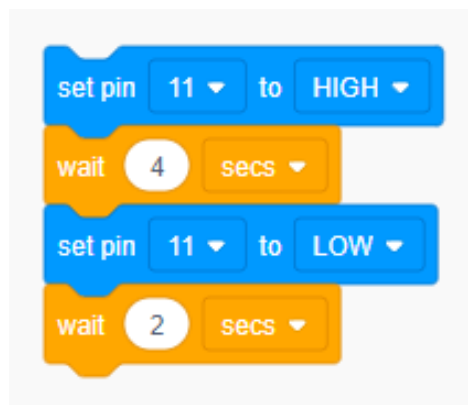 set pin 11 to HIGH
wait 4 secs
set pin 11 to LOW
wait 2 secs